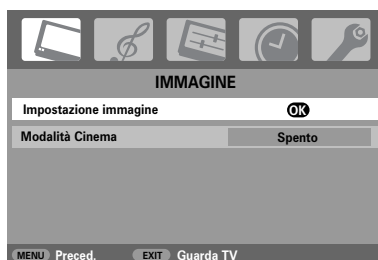 IMMAGINE
Impostazione immagine OK
Modalità Cinema Spento
MENU Preced. EXIT Guarda TV